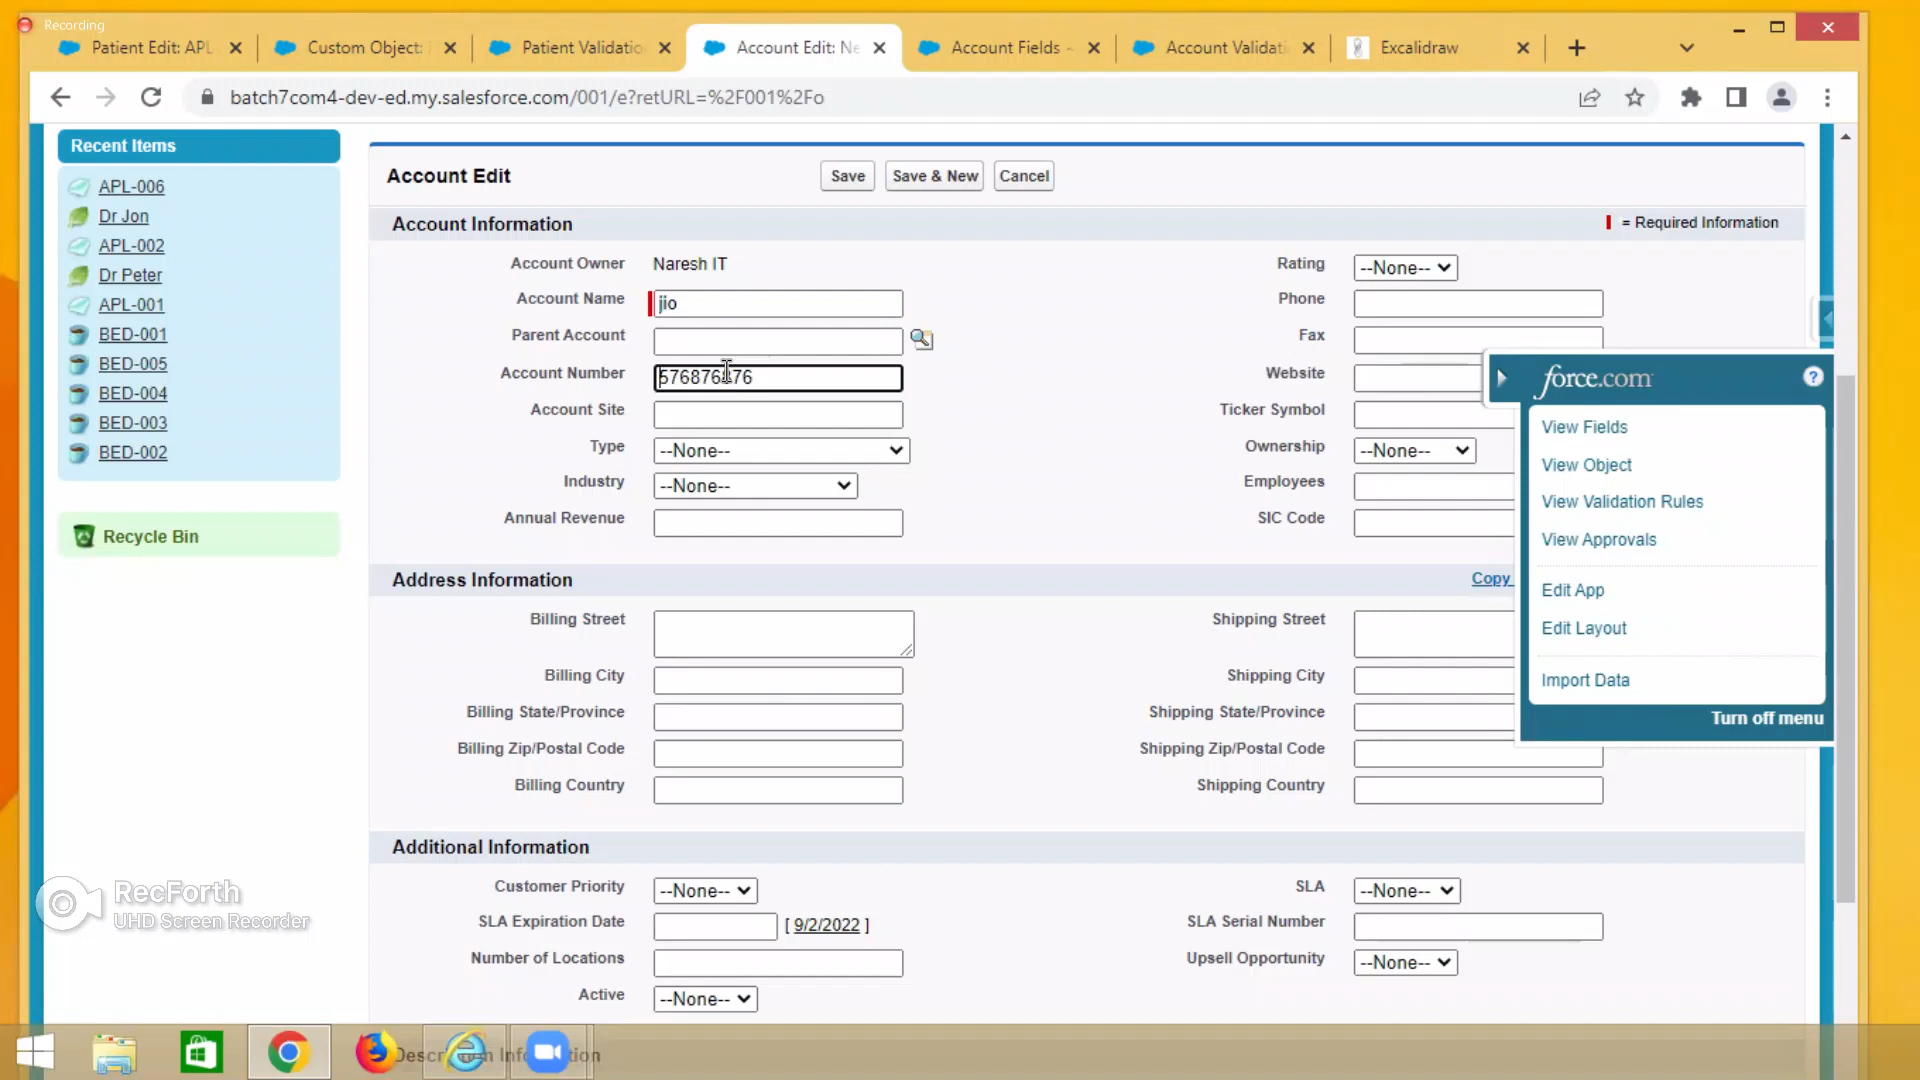 Recording
Patient Edit: APL
Custom Object:
Patient Validatio
Account Edit: Ne
Account Fields -
Account Validati
Excalidraw
batch7com4-dev-ed.my.salesforce.com/001/e?retURL=%2F001%2Fo
Recent Items
APL-006
Dr Jon
APL-002
Dr Peter
APL-001
BED-001
BED-005
BED-004
BED-003
BED-002
Recycle Bin
Account Edit
Save
Save & New
Cancel
Account Information
= Required Information
Account Owner
Naresh IT
Rating
--None--
Account Name
jio
Phone
Parent Account
Fax
Account Number
Website
Account Site
Ticker Symbol
Type
--None--
Ownership
--None--
Industry
--None--
Employees
Annual Revenue
SIC Code
Address Information
Copy
Billing Street
Shipping Street
Billing City
Shipping City
Billing State/Province
Shipping State/Province
Billing Zip/Postal Code
Shipping Zip/Postal Code
Billing Country
Shipping Country
Additional Information
Customer Priority
--None--
SLA
--None--
SLA Expiration Date
[ 9/2/2022 ]
SLA Serial Number
Number of Locations
Upsell Opportunity
--None--
Active
--None--
force.com
?
View Fields
View Object
View Validation Rules
View Approvals
Edit App
Edit Layout
Import Data
Turn off menu
RecForth
UHD Screen Recorder